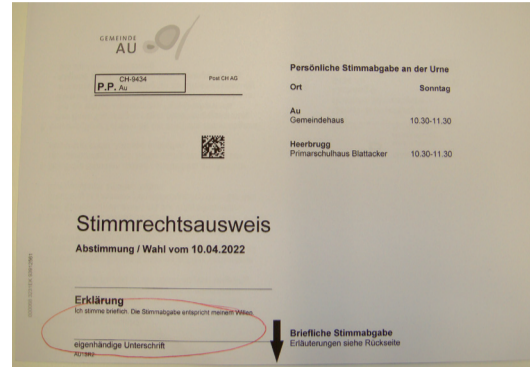 GEMEINDE
AU
CH-9434
P.P. Au
Post CH AG
Persönliche Stimmabgabe an der Urne
Ort Sonntag
Au
Gemeindehaus 10.30-11.30
Heerbrugg
Primarschulhaus Blattacker 10.30-11.30
Stimmrechtsausweis
Abstimmung / Wahl vom 10.04.2022
Erklärung
Ich stimme brieflich. Die Stimmabgabe entspricht meinem Willen.
eigenhändige Unterschrift
Briefliche Stimmabgabe
Erläuterungen siehe Rückseite